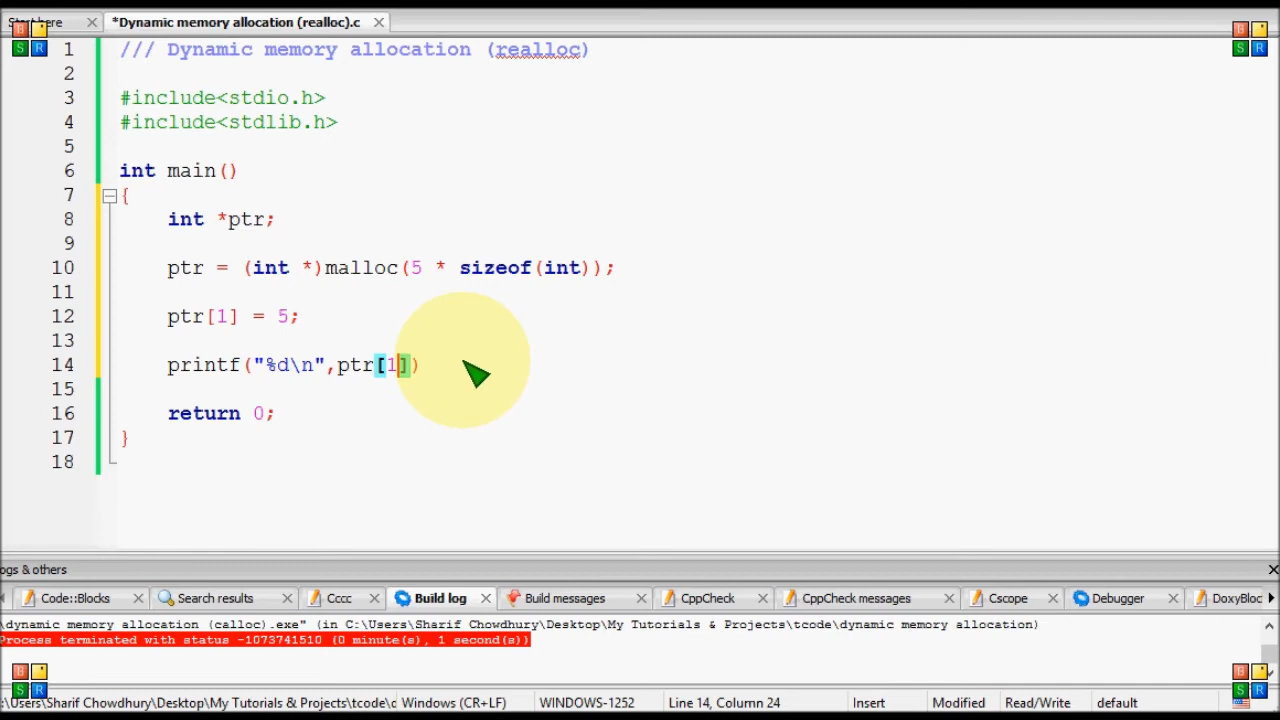 Start here *Dynamic memory allocation (realloc).c
1 /// Dynamic memory allocation (realloc)
2
3 #include<stdio.h>
4 #include<stdlib.h>
5
6 int main()
7 {
8 int *ptr;
9
10 ptr = (int *)malloc(5 * sizeof(int));
11
12 ptr[1] = 5;
13
14 printf("%d\n",ptr[1])
15
16 return 0;
17 }
18
ogs & others
Code::Blocks Search results Cccc Build log Build messages CppCheck CppCheck messages Cscope Debugger DoxyBloc
\dynamic memory allocation (calloc).exe" (in C:\Users\Sharif Chowdhury\Desktop\My Tutorials & Projects\tcode\dynamic memory allocation)
Process terminated with status -1073741510 (0 minute(s), 1 second(s))
:\Users\Sharif Chowdhury\Desktop\My Tutorials & Projects\tcode\d Windows (CR+LF) WINDOWS-1252 Line 14, Column 24 Insert Modified Read/Write default